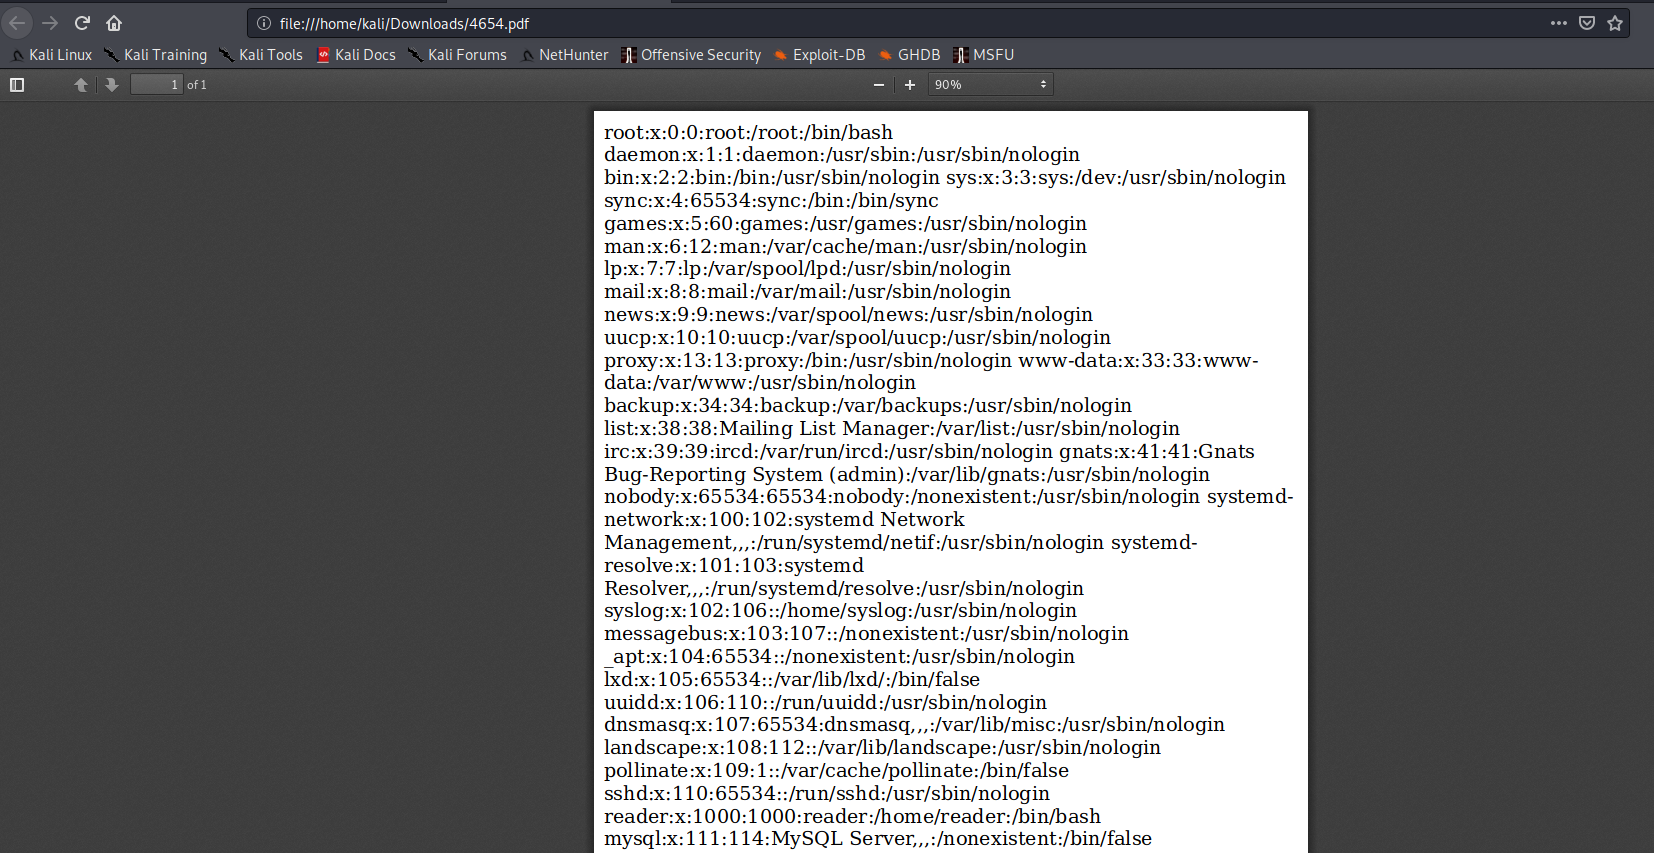 file:///home/kali/Downloads/4654.pdf
Kali Linux Kali Training Kali Tools Kali Docs Kali Forums NetHunter Offensive Security Exploit-DB GHDB MSFU
1 of 1 90%
root:x:0:0:root:/root:/bin/bash
daemon:x:1:1:daemon:/usr/sbin:/usr/sbin/nologin
bin:x:2:2:bin:/bin:/usr/sbin/nologin sys:x:3:3:sys:/dev:/usr/sbin/nologin
sync:x:4:65534:sync:/bin:/bin/sync
games:x:5:60:games:/usr/games:/usr/sbin/nologin
man:x:6:12:man:/var/cache/man:/usr/sbin/nologin
lp:x:7:7:lp:/var/spool/lpd:/usr/sbin/nologin
mail:x:8:8:mail:/var/mail:/usr/sbin/nologin
news:x:9:9:news:/var/spool/news:/usr/sbin/nologin
uucp:x:10:10:uucp:/var/spool/uucp:/usr/sbin/nologin
proxy:x:13:13:proxy:/bin:/usr/sbin/nologin www-data:x:33:33:www-
data:/var/www:/usr/sbin/nologin
backup:x:34:34:backup:/var/backups:/usr/sbin/nologin
list:x:38:38:Mailing List Manager:/var/list:/usr/sbin/nologin
irc:x:39:39:ircd:/var/run/ircd:/usr/sbin/nologin gnats:x:41:41:Gnats
Bug-Reporting System (admin):/var/lib/gnats:/usr/sbin/nologin
nobody:x:65534:65534:nobody:/nonexistent:/usr/sbin/nologin systemd-
network:x:100:102:systemd Network
Management,,,:/run/systemd/netif:/usr/sbin/nologin systemd-
resolve:x:101:103:systemd
Resolver,,,:/run/systemd/resolve:/usr/sbin/nologin
syslog:x:102:106::/home/syslog:/usr/sbin/nologin
messagebus:x:103:107::/nonexistent:/usr/sbin/nologin
_apt:x:104:65534::/nonexistent:/usr/sbin/nologin
lxd:x:105:65534::/var/lib/lxd/:/bin/false
uuidd:x:106:110::/run/uuidd:/usr/sbin/nologin
dnsmasq:x:107:65534:dnsmasq,,,:/var/lib/misc:/usr/sbin/nologin
landscape:x:108:112::/var/lib/landscape:/usr/sbin/nologin
pollinate:x:109:1::/var/cache/pollinate:/bin/false
sshd:x:110:65534::/run/sshd:/usr/sbin/nologin
reader:x:1000:1000:reader:/home/reader:/bin/bash
mysql:x:111:114:MySQL Server,,,:/nonexistent:/bin/false